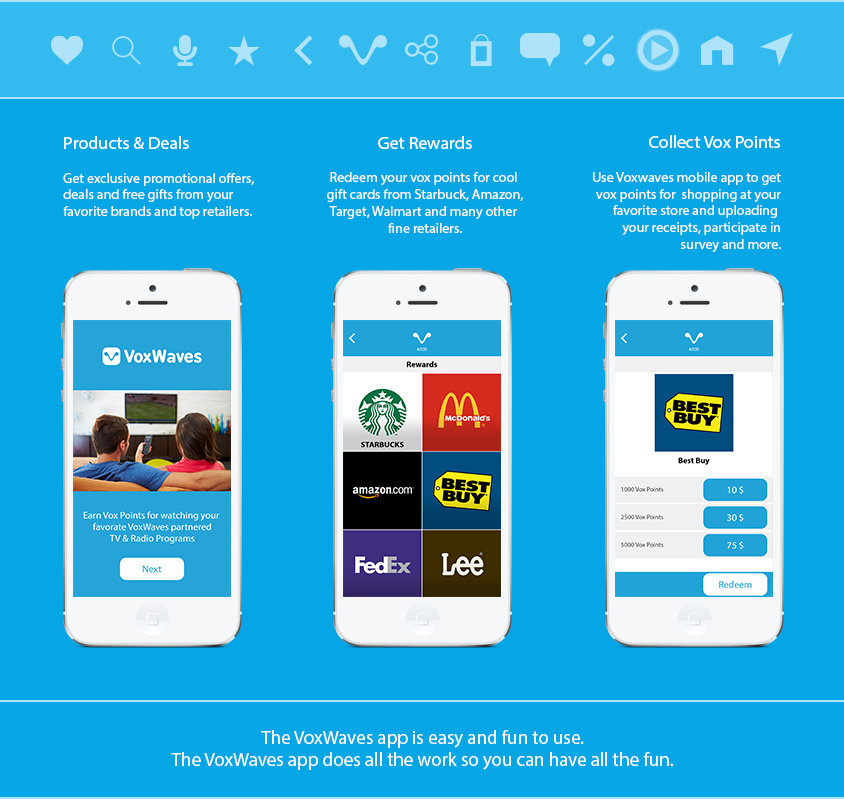 Products & Deals
Get exclusive promotional offers,
deals and free gifts from your
favorite brands and top retailers.
Get Rewards
Redeem your vox points for cool
gift cards from Starbuck, Amazon,
Target, Walmart and many other
fine retailers.
Collect Vox Points
Use Voxwaves mobile app to get
vox points for shopping at your
favorite store and uploading
your receipts, participate in
survey and more.
VoxWaves
Earn Vox Points for watching your
favorate VoxWaves partnered
TV & Radio Programs
Next
Rewards
STARBUCKS
McDonald's
amazon.com
BEST
BUY
FedEx
Lee
BEST
BUY
Best Buy
1000 Vox Points
10 $
2500 Vox Points
30 $
5000 Vox Points
75 $
Redeem
The VoxWaves app is easy and fun to use.
The VoxWaves app does all the work so you can have all the fun.